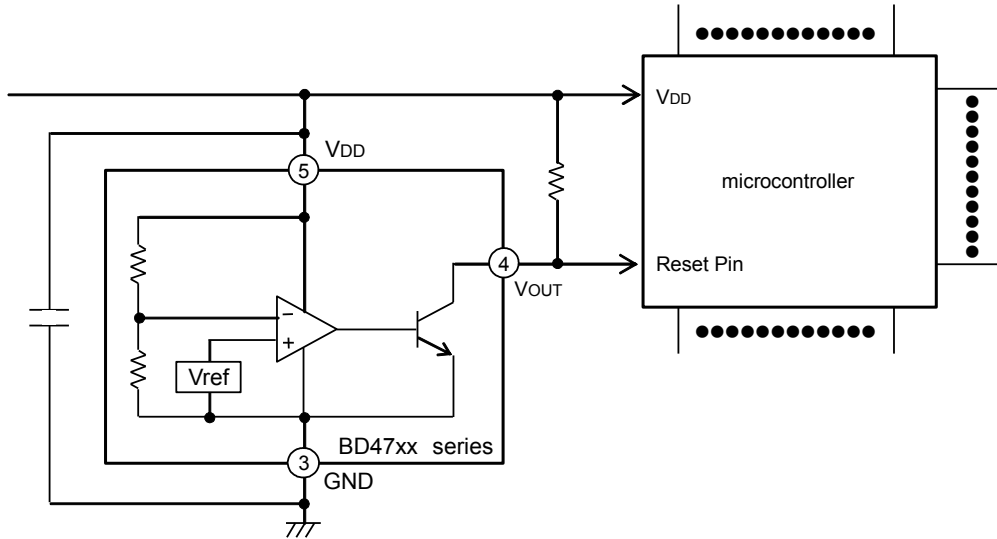 VDD
VDD
5
microcontroller
4
Reset Pin
VOUT
−
+
Vref
BD47xx series
3
GND